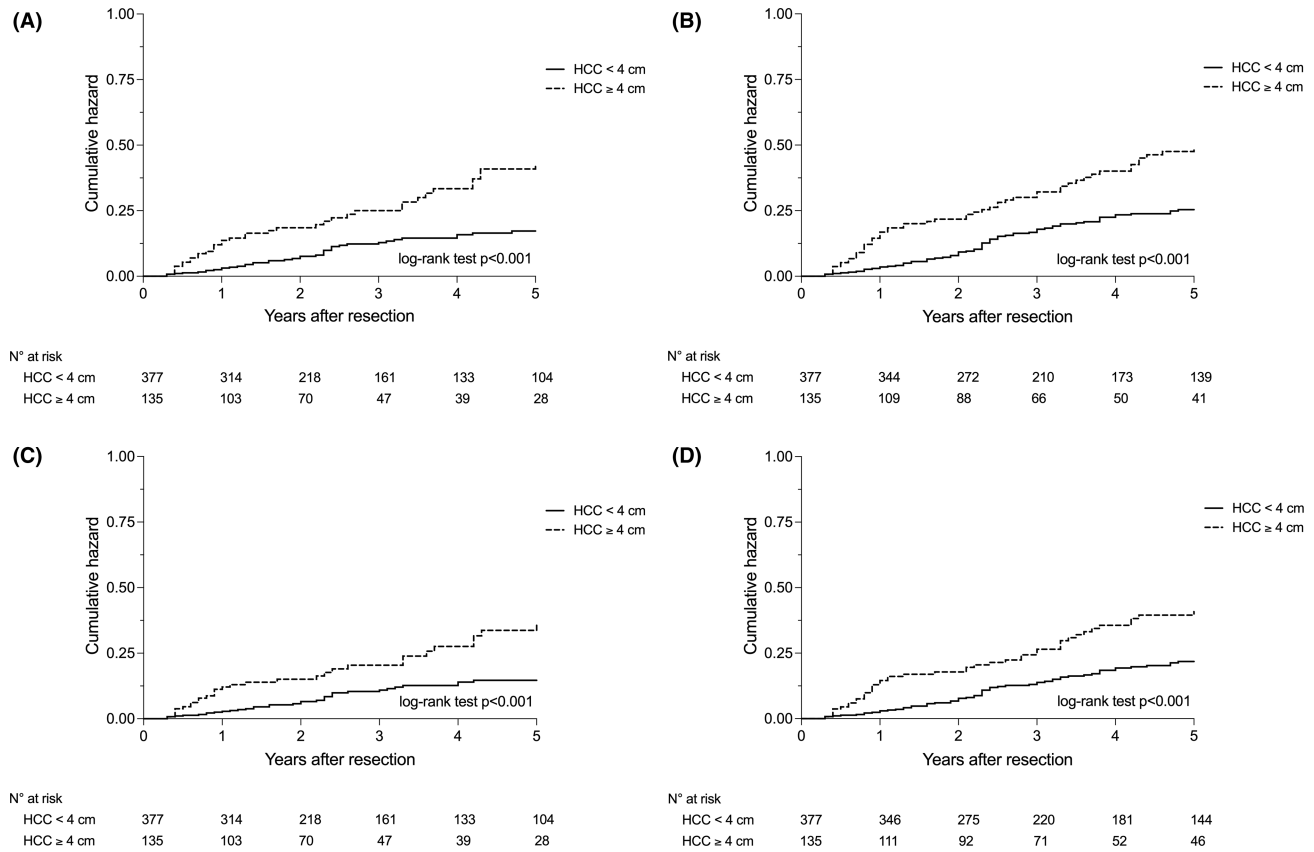 (A)
1.00
0.75
0.50
0.25
0.00
Cumulative hazard
HCC < 4 cm
HCC ≥ 4 cm
log-rank test p<0.001
0 1 2 3 4 5
Years after resection
N° at risk
HCC < 4 cm 377 314 218 161 133 104
HCC ≥ 4 cm 135 103 70 47 39 28
(B)
1.00
0.75
0.50
0.25
0.00
Cumulative hazard
HCC < 4 cm
HCC ≥ 4 cm
log-rank test p<0.001
0 1 2 3 4 5
Years after resection
N° at risk
HCC < 4 cm 377 344 272 210 173 139
HCC ≥ 4 cm 135 109 88 66 50 41
(C)
1.00
0.75
0.50
0.25
0.00
Cumulative hazard
HCC < 4 cm
HCC ≥ 4 cm
log-rank test p<0.001
0 1 2 3 4 5
Years after resection
N° at risk
HCC < 4 cm 377 314 218 161 133 104
HCC ≥ 4 cm 135 103 70 47 39 28
(D)
1.00
0.75
0.50
0.25
0.00
Cumulative hazard
HCC < 4 cm
HCC ≥ 4 cm
log-rank test p<0.001
0 1 2 3 4 5
Years after resection
N° at risk
HCC < 4 cm 377 346 275 220 181 144
HCC ≥ 4 cm 135 111 92 71 52 46